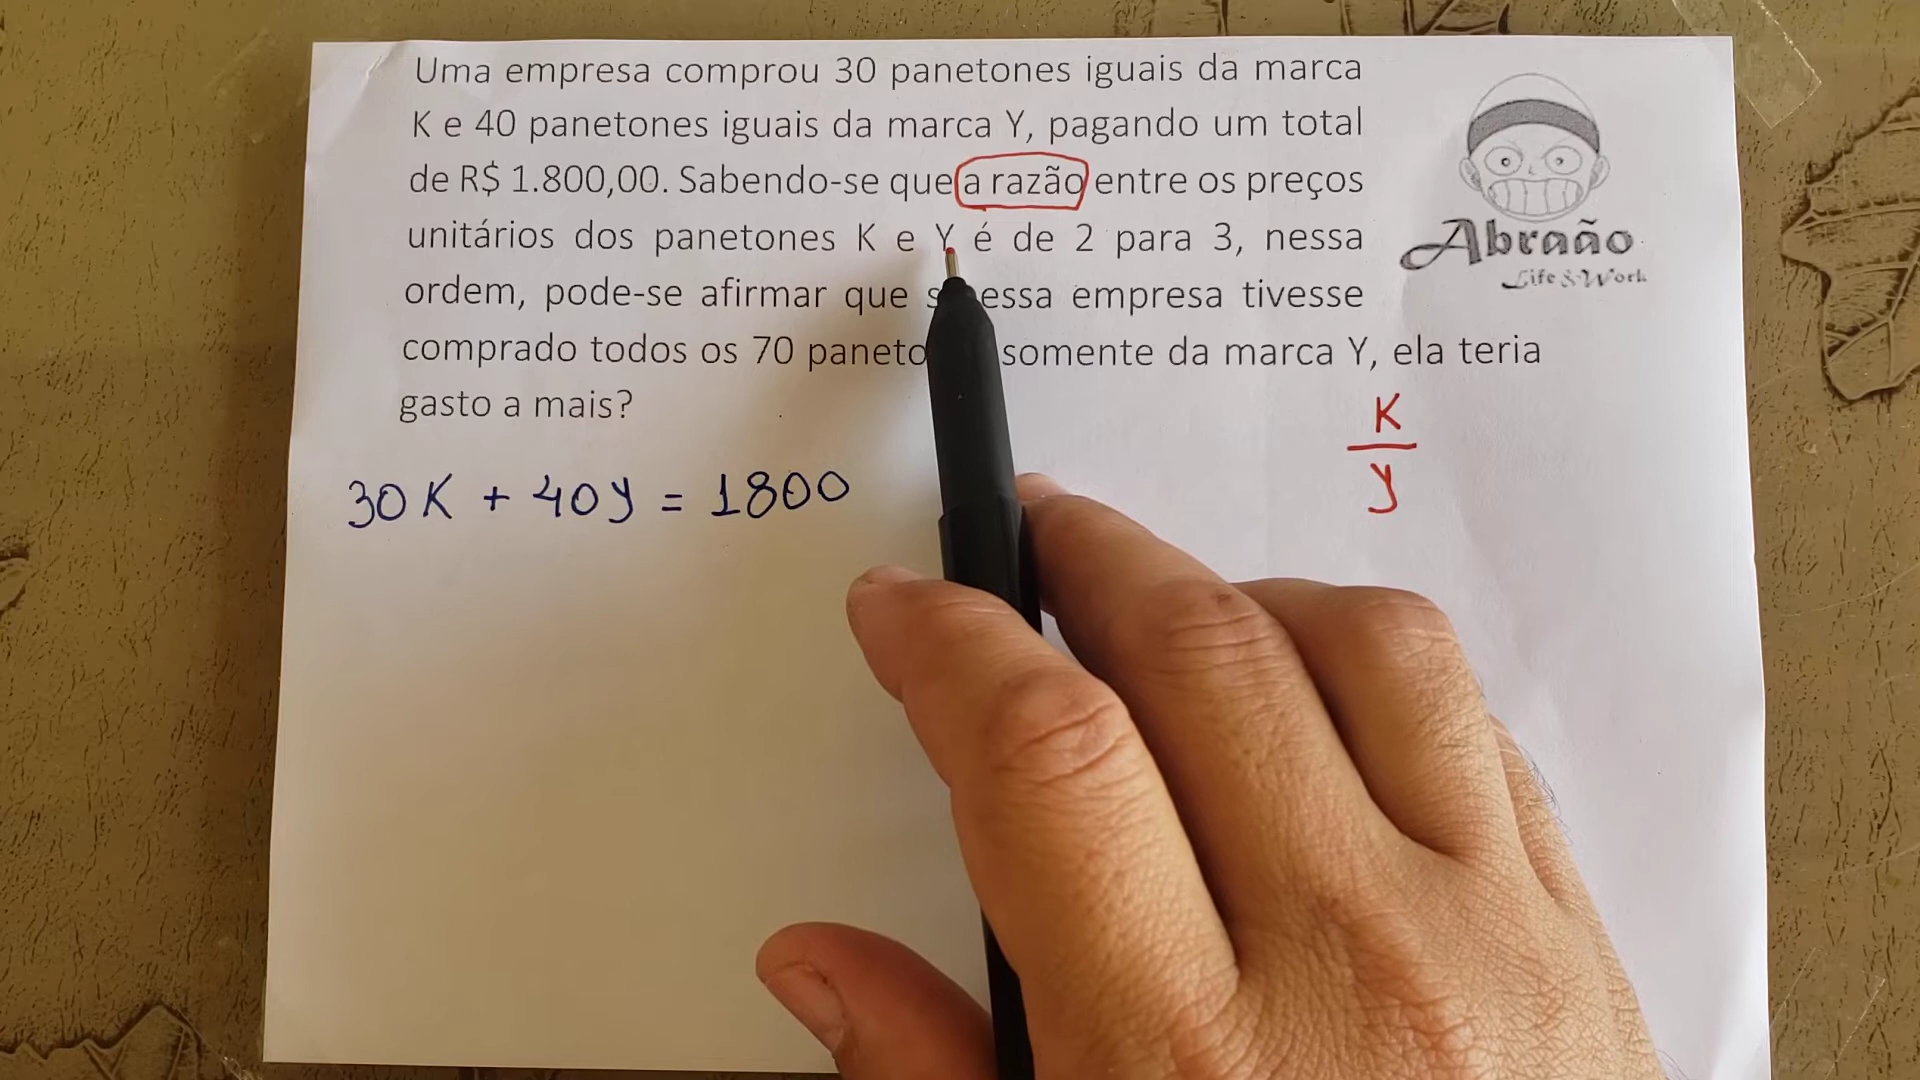 Uma empresa comprou 30 panetones iguais da marca
K e 40 panetones iguais da marca Y, pagando um total
de R$ 1.800,00. Sabendo-se que a razão entre os preços
unitários dos panetones K e Y é de 2 para 3, nessa
ordem, pode-se afirmar que essa empresa tivesse
comprado todos os 70 somente da marca Y, ela teria
gasto a mais?
30K + 40y = 1800
K
y
Abraão
Life & Work